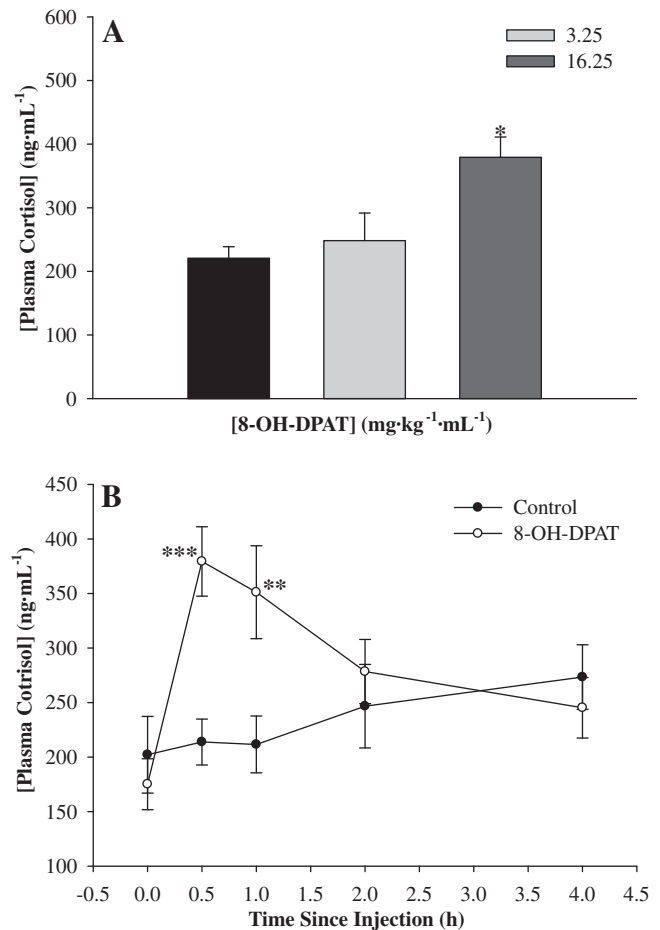 A
3.25
16.25
600
500
400
300
200
100
0
*
[Plasma Cortisol] (ng·mL⁻¹)
[8-OH-DPAT] (mg·kg⁻¹·mL⁻¹)
B
Control
8-OH-DPAT
450
400
350
300
250
200
150
100
***
**
[Plasma Cotrisol] (ng·mL⁻¹)
-0.5 0.0 0.5 1.0 1.5 2.0 2.5 3.0 3.5 4.0 4.5
Time Since Injection (h)